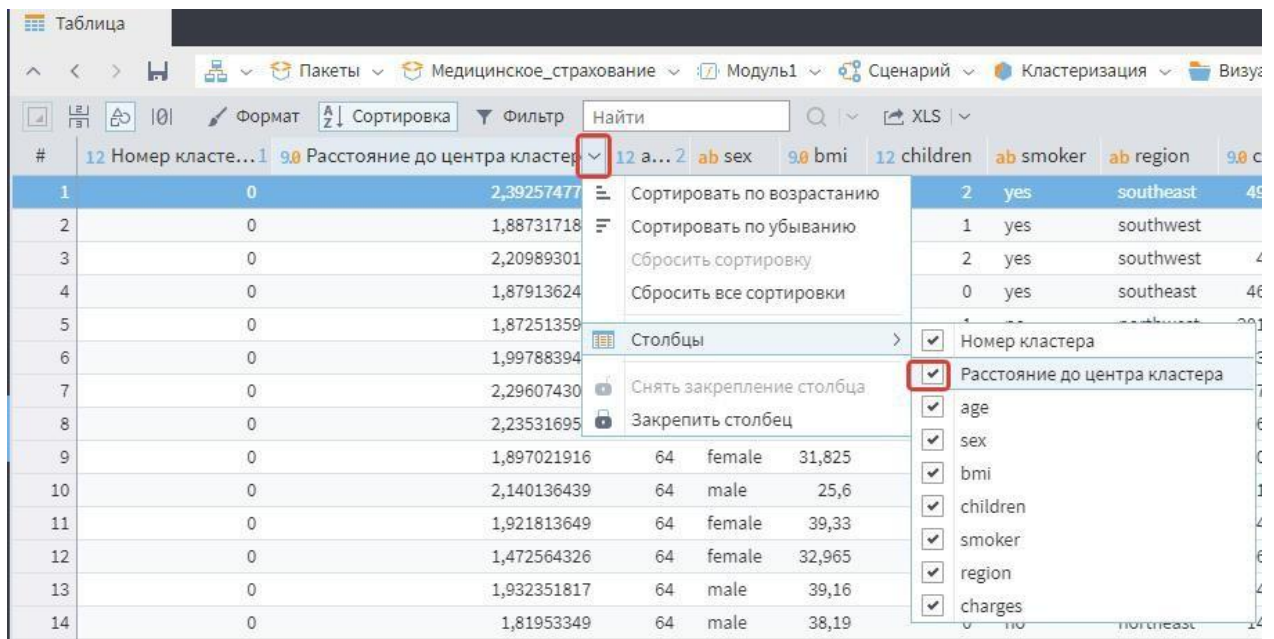 Таблица
Пакеты Медицинское_страхование Модуль1 Сценарий Кластеризация
Формат Сортировка Фильтр Найти XLS
# 12 Номер класте... 1 9.0 Расстояние до центра кластер 12 a... 2 ab sex 9.0 bmi 12 children ab smoker ab region 9.0
1 0 2,39257477 Сортировать по возрастанию 2 yes southeast
2 0 1,88731718 Сортировать по убыванию 1 yes southwest
3 0 2,20989301 Сбросить сортировку 2 yes southwest
4 0 1,87913624 Сбросить все сортировки 0 yes southeast
5 0 1,87251359
Столбцы Номер кластера
6 0 1,99788394
Расстояние до центра кластера
7 0 2,29607430 Снять закрепление столбца
age
8 0 2,23531695 Закрепить столбец
sex
9 0 1,897021916 64 female 31,825
bmi
10 0 2,140136439 64 male 25,6
children
11 0 1,921813649 64 female 39,33
smoker
12 0 1,472564326 64 female 32,965
region
13 0 1,932351817 64 male 39,16
charges
14 0 1,81953349 64 male 38,19